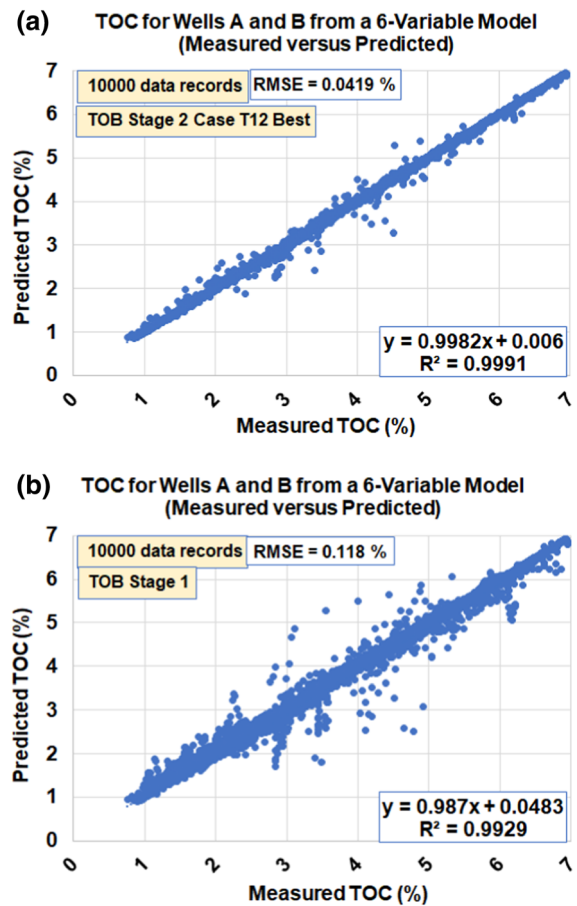 (a)
TOC for Wells A and B from a 6-Variable Model
(Measured versus Predicted)
7
10000 data records
RMSE = 0.0419 %
6
TOB Stage 2 Case T12 Best
5
4
3
2
1
0
Predicted TOC (%)
y = 0.9982x + 0.006
R² = 0.9991
0 1 2 3 4 5 6 7
Measured TOC (%)
(b)
TOC for Wells A and B from a 6-Variable Model
(Measured versus Predicted)
7
10000 data records
RMSE = 0.118 %
6
TOB Stage 1
5
4
3
2
1
0
Predicted TOC (%)
y = 0.987x + 0.0483
R² = 0.9929
0 1 2 3 4 5 6 7
Measured TOC (%)